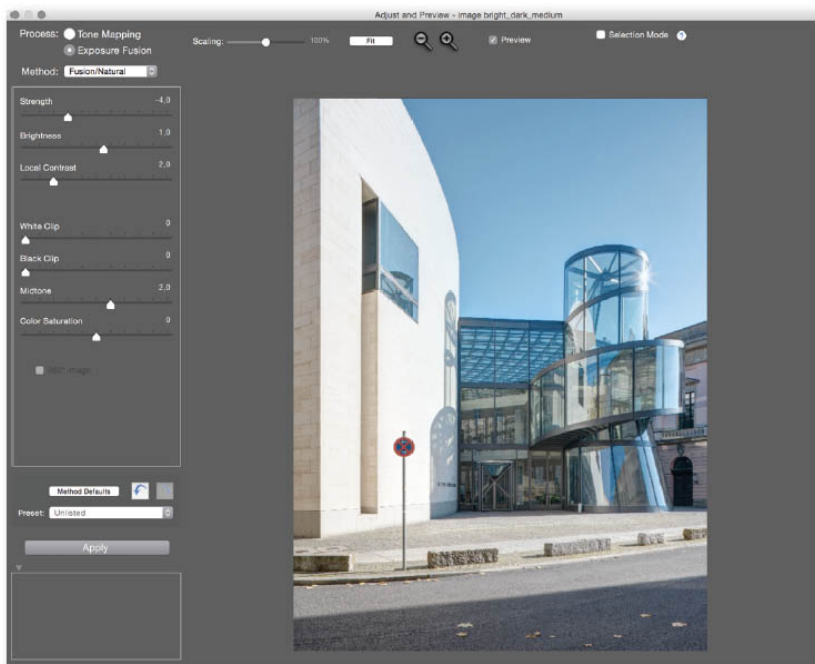 Adjust and Preview - image bright_dark_medium
Process: Tone Mapping
Exposure Fusion
Method: Fusion/Natural
Scaling: 100% Fit Preview Selection Mode ?
Strength -4,0
Brightness 1,0
Local Contrast 2,0
White Clip 0
Black Clip 0
Midtone 2,0
Color Saturation 0
360° image
Method Defaults
Preset: Unlisted
Apply